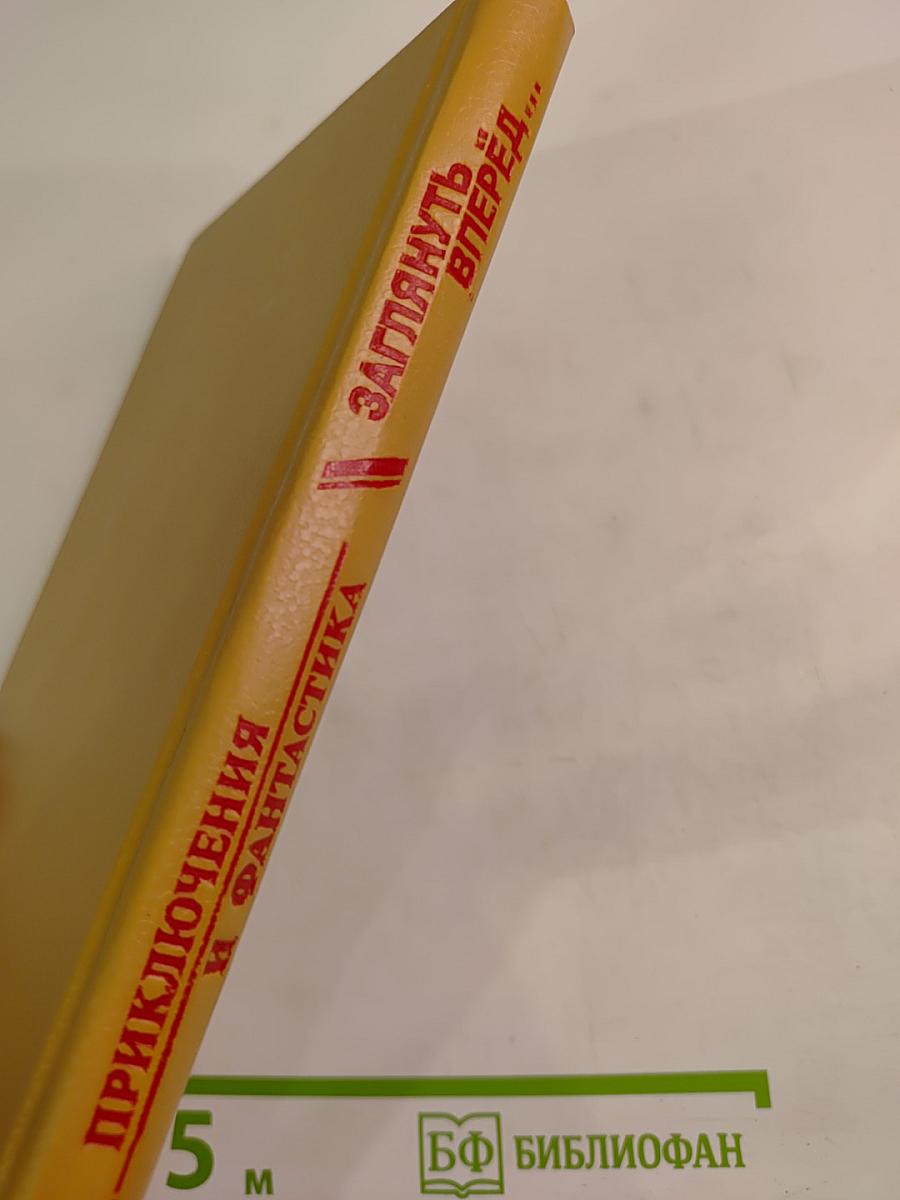 ПРИКЛЮЧЕНИЯ
И ФАНТАСТИКА
ЗАГЛЯНУТЬ
ВПЕРЁД...
5 м
БФ БИБЛИОФАН